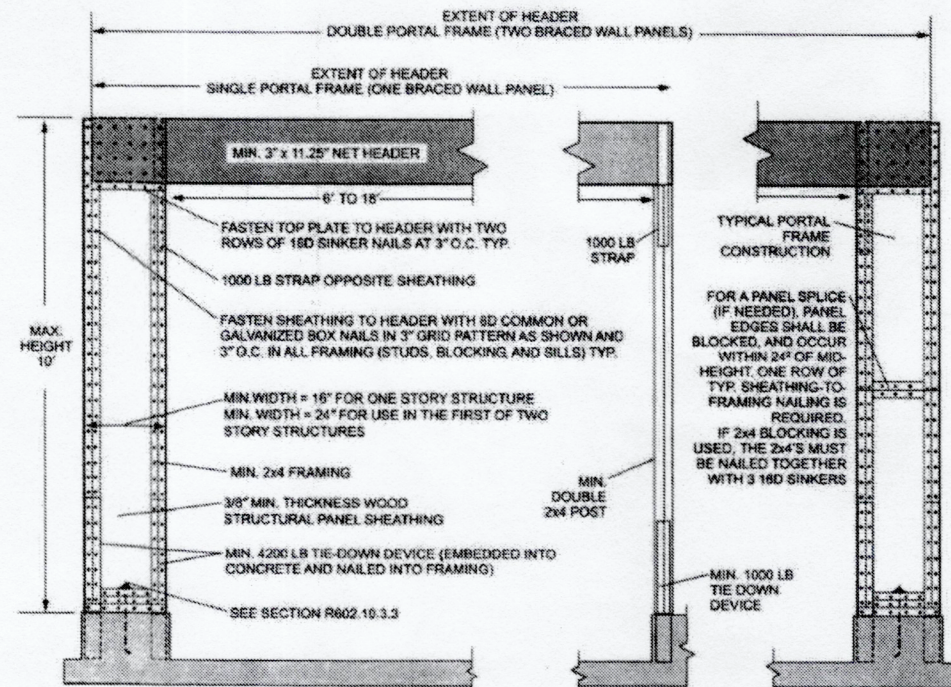 EXTENT OF HEADER
DOUBLE PORTAL FRAME (TWO BRACED WALL PANELS)
EXTENT OF HEADER
SINGLE PORTAL FRAME (ONE BRACED WALL PANEL)
MIN. 3" x 11.25" NET HEADER
6' TO 18'
FASTEN TOP PLATE TO HEADER WITH TWO
ROWS OF 16D SINKER NAILS AT 3" O.C. TYP.
1000 LB STRAP OPPOSITE SHEATHING
FASTEN SHEATHING TO HEADER WITH 8D COMMON OR
GALVANIZED BOX NAILS IN 3" GRID PATTERN AS SHOWN AND
3" O.C. IN ALL FRAMING (STUDS, BLOCKING, AND SILLS) TYP.
MAX.
HEIGHT
10'
MIN.WIDTH = 16" FOR ONE STORY STRUCTURE
MIN. WIDTH = 24" FOR USE IN THE FIRST OF TWO
STORY STRUCTURES
MIN. 2x4 FRAMING
3/8" MIN. THICKNESS WOOD
STRUCTURAL PANEL SHEATHING
MIN. 4200 LB TIE-DOWN DEVICE (EMBEDDED INTO
CONCRETE AND NAILED INTO FRAMING)
SEE SECTION R602.10.3.3
1000 LB
STRAP
MIN.
DOUBLE
2x4 POST
MIN. 1000 LB
TIE DOWN
DEVICE
TYPICAL PORTAL
FRAME
CONSTRUCTION
FOR A PANEL SPLICE
(IF NEEDED), PANEL
EDGES SHALL BE
BLOCKED, AND OCCUR
WITHIN 24" OF MID-
HEIGHT. ONE ROW OF
TYP. SHEATHING-TO-
FRAMING NAILING IS
REQUIRED.
IF 2x4 BLOCKING IS
USED, THE 2x4'S MUST
BE NAILED TOGETHER
WITH 3 16D SINKERS